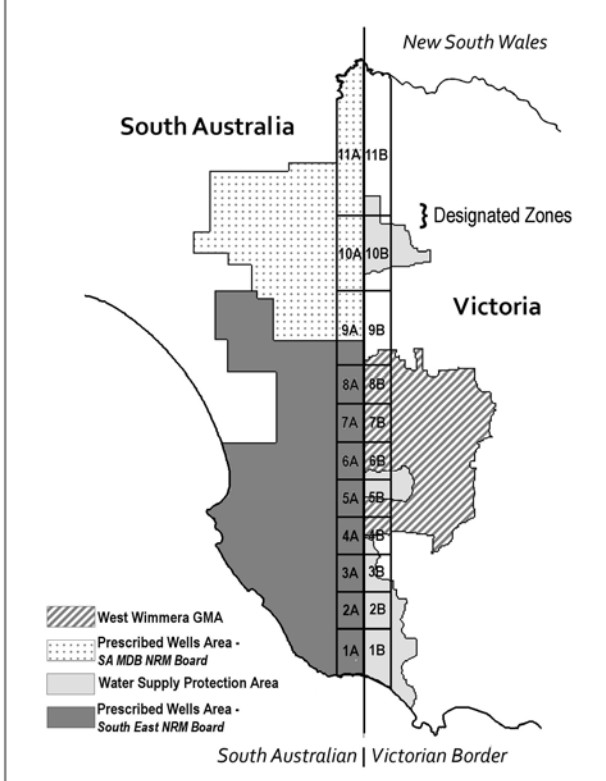 New South Wales
South Australia
11A 11B
Designated Zones
10A 10B
Victoria
9A 9B
8A 8B
7A 7B
6A 6B
5A 5B
4A 4B
3A 3B
2A 2B
1A 1B
West Wimmera GMA
Prescribed Wells Area -
SA MDB NRM Board
Water Supply Protection Area
Prescribed Wells Area -
South East NRM Board
South Australian | Victorian Border